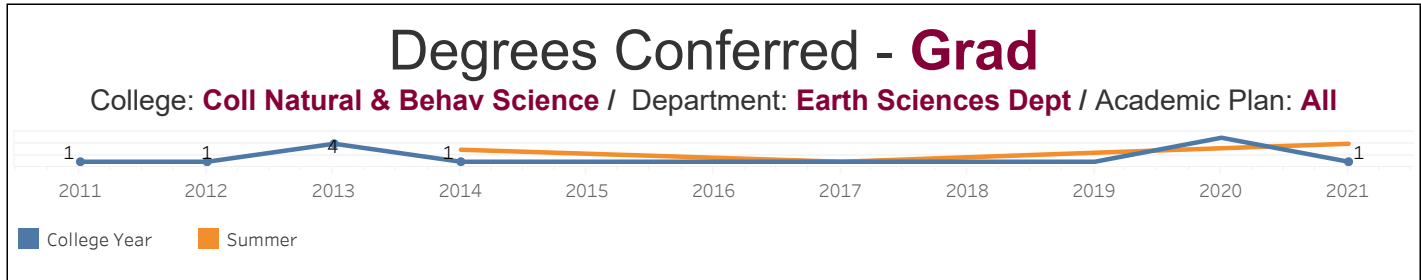 Degrees Conferred - Grad
College: Coll Natural & Behav Science / Department: Earth Sciences Dept / Academic Plan: All
1 1 4 1 1
2011 2012 2013 2014 2015 2016 2017 2018 2019 2020 2021
College Year Summer